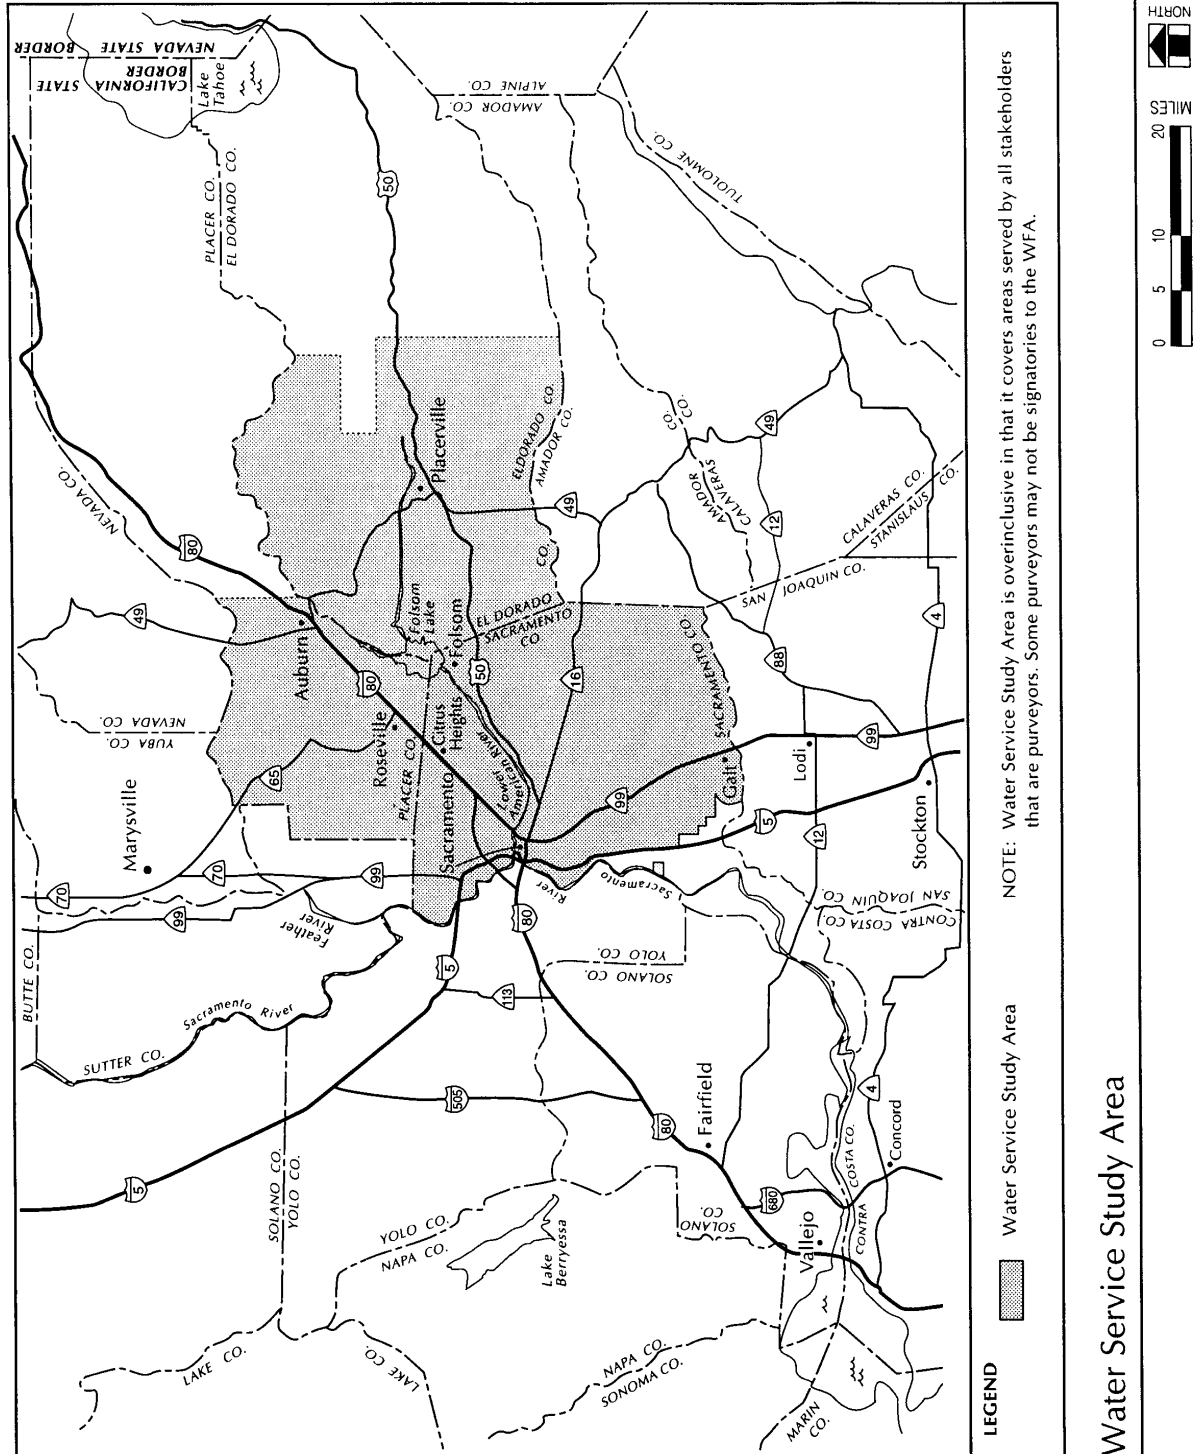 NEVADA STATE BORDER
CALIFORNIA STATE
BORDER
Lake
Tahoe
PLACER CO.
EL DORADO CO.
50
ALPINE CO.
AMADOR CO.
TUOLOMNE CO.
NEVADA CO.
80
49
NEVADA CO.
YUBA CO.
Auburn
80
65
Roseville
PLACER CO.
Citrus
Heights
Folsom
Lake
Folsom
EL DORADO
CO.
SACRAMENTO
CO
50
Placerville
ELDORADO CO.
AMADOR CO.
49
16
Lower
American River
Sacramento
99
SACRAMENTO CO.
Galt
CO.
CO.
AMADOR
CALAVERAS
49
12
CALAVERAS CO.
STANISLAUS CO.
SAN JOAQUIN CO.
88
4
99
Lodi
5
12
Stockton
SAN JOAQUIN CO.
CONTRA COSTA CO.
Marysville
70
70
99
99
Feather
River
BUTTE CO.
Sacramento River
SUTTER CO.
Sacramento
River
80
5
113
YOLO CO.
SOLANO CO.
505
80
Fairfield
SOLANO CO.
YOLO CO.
5
YOLO CO.
NAPA CO.
Lake
Berryessa
SOLANO
CO.
680
Vallejo
CONTRA COSTA CO.
4
Concord
LAKE CO.
LAKE CO.
NAPA CO.
SONOMA CO.
MARIN
CO.
LEGEND
Water Service Study Area
NOTE: Water Service Study Area is overinclusive in that it covers areas served by all stakeholders
that are purveyors. Some purveyors may not be signatories to the WFA.
Water Service Study Area
0 5 10 20
MILES
NORTH